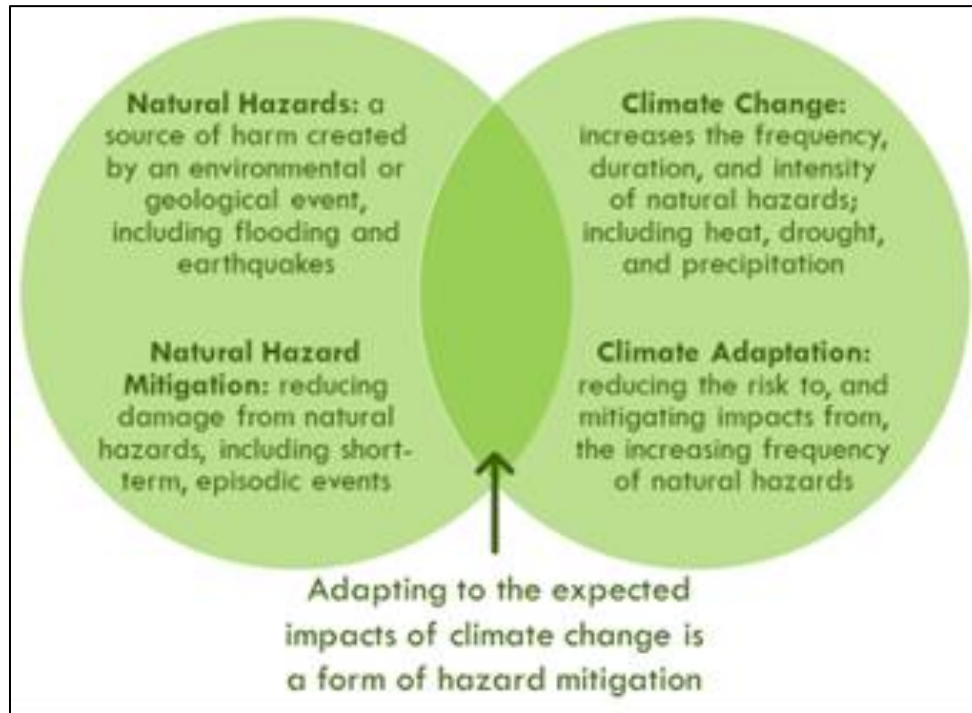 Natural Hazards: a
source of harm created
by an environmental or
geological event,
including flooding and
earthquakes
Natural Hazard
Mitigation: reducing
damage from natural
hazards, including short-
term, episodic events
Climate Change:
increases the frequency,
duration, and intensity
of natural hazards;
including heat, drought,
and precipitation
Climate Adaptation:
reducing the risk to, and
mitigating impacts from,
the increasing frequency
of natural hazards
Adapting to the expected
impacts of climate change is
a form of hazard mitigation